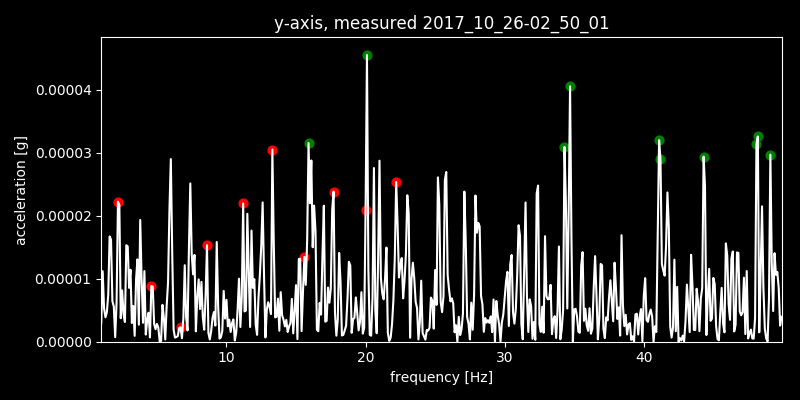 y-axis, measured 2017_10_26-02_50_01
0.00004
0.00003
0.00002
0.00001
0.00000
acceleration [g]
10 20 30 40
frequency [Hz]